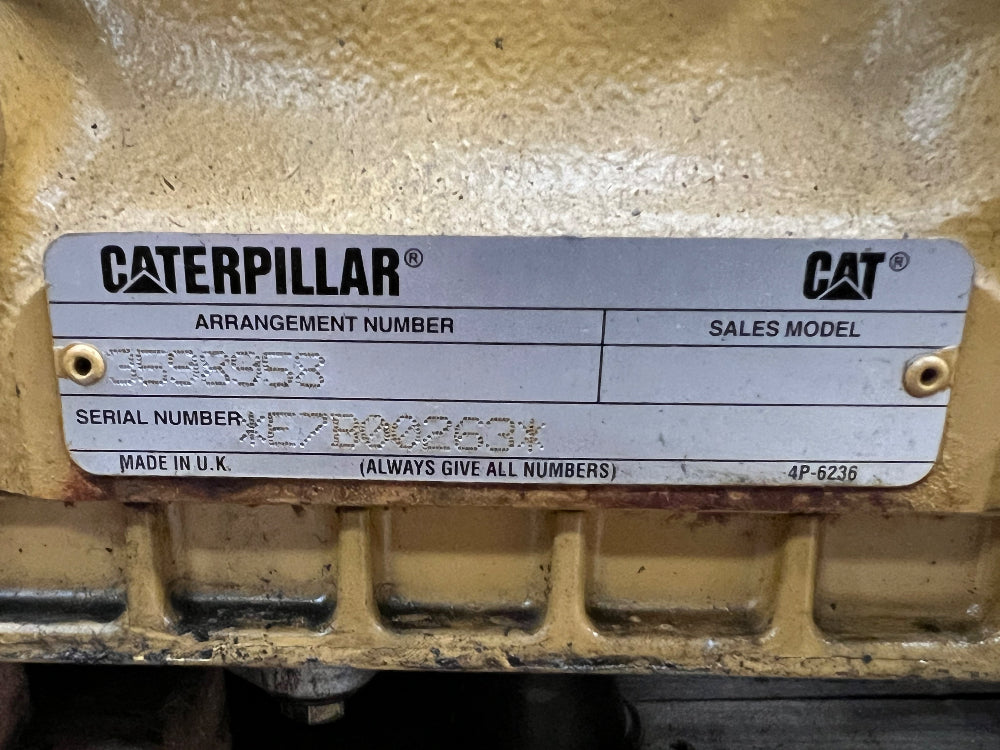 CATERPILLAR®
CAT®
ARRANGEMENT NUMBER
SALES MODEL
3598958
SERIAL NUMBER *E7B00263*
MADE IN U.K.
(ALWAYS GIVE ALL NUMBERS)
4P-6236